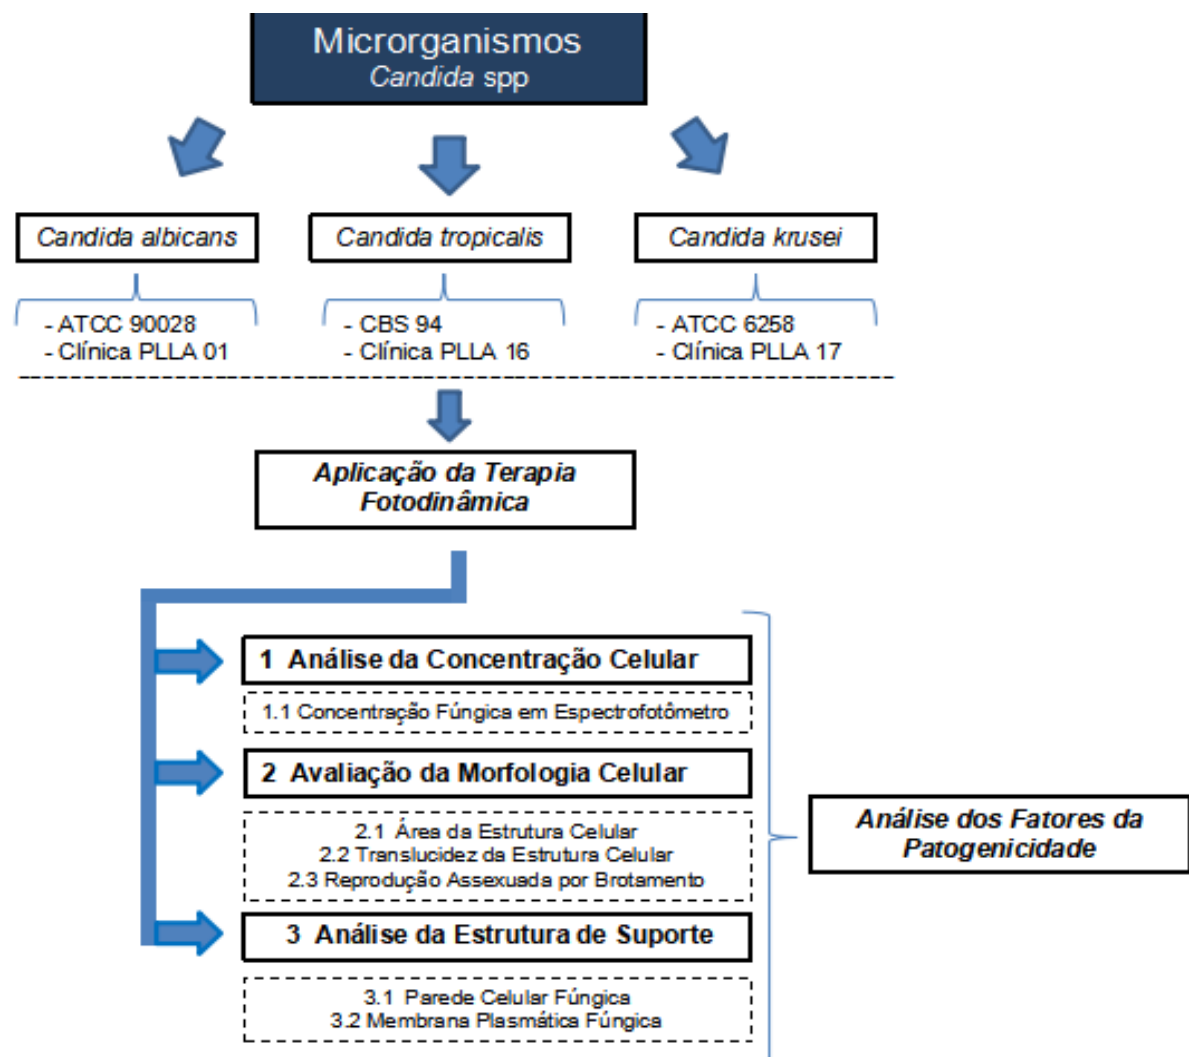 Microrganismos
Candida spp
Candida albicans
Candida tropicalis
Candida krusei
- ATCC 90028
- Clínica PLLA 01
- CBS 94
- Clínica PLLA 16
- ATCC 6258
- Clínica PLLA 17
Aplicação da Terapia
Fotodinâmica
1 Análise da Concentração Celular
1.1 Concentração Fúngica em Espectrofotômetro
2 Avaliação da Morfologia Celular
2.1 Área da Estrutura Celular
2.2 Translucidez da Estrutura Celular
2.3 Reprodução Assexuada por Brotamento
3 Análise da Estrutura de Suporte
3.1 Parede Celular Fúngica
3.2 Membrana Plasmática Fúngica
Análise dos Fatores da
Patogenicidade